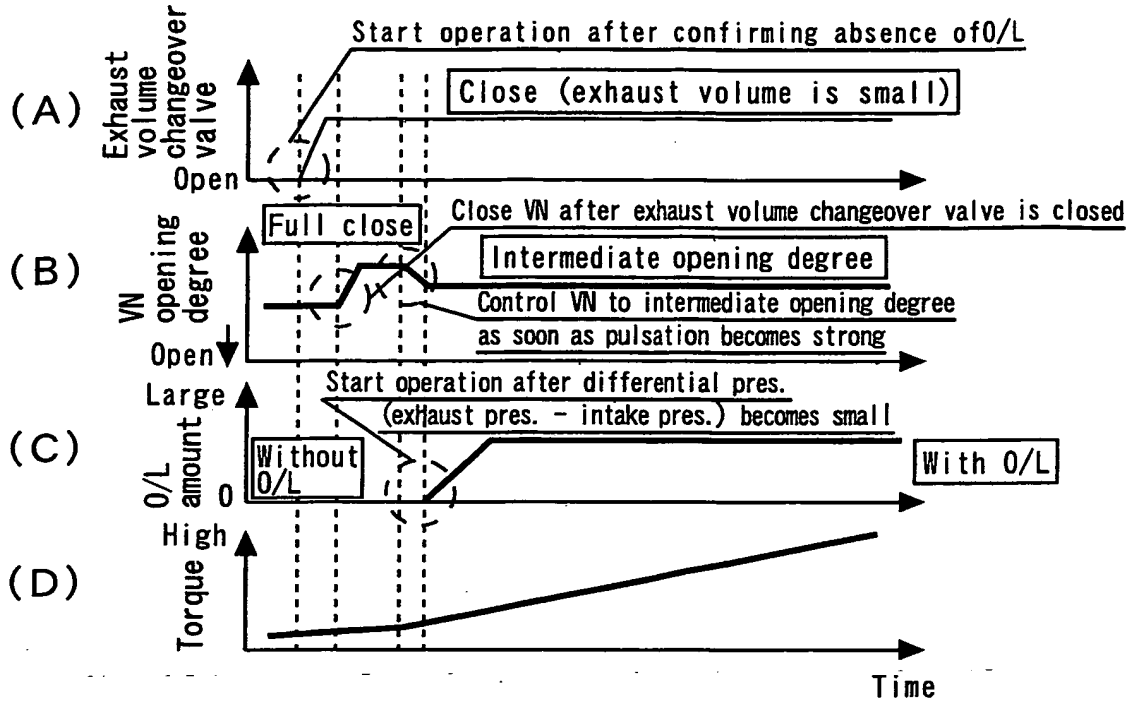 Start operation after confirming absence of O/L
(A)
Exhaust
volume
changeover
valve
Close (exhaust volume is small)
Open
Close VN after exhaust volume changeover valve is closed
Full close
(B)
VN
opening
degree
Intermediate opening degree
Control VN to intermediate opening degree
as soon as pulsation becomes strong
Open
Start operation after differential pres.
(exhaust pres. - intake pres.) becomes small
Large
(C)
O/L
amount
Without
O/L
With O/L
0
High
(D)
Torque
Time